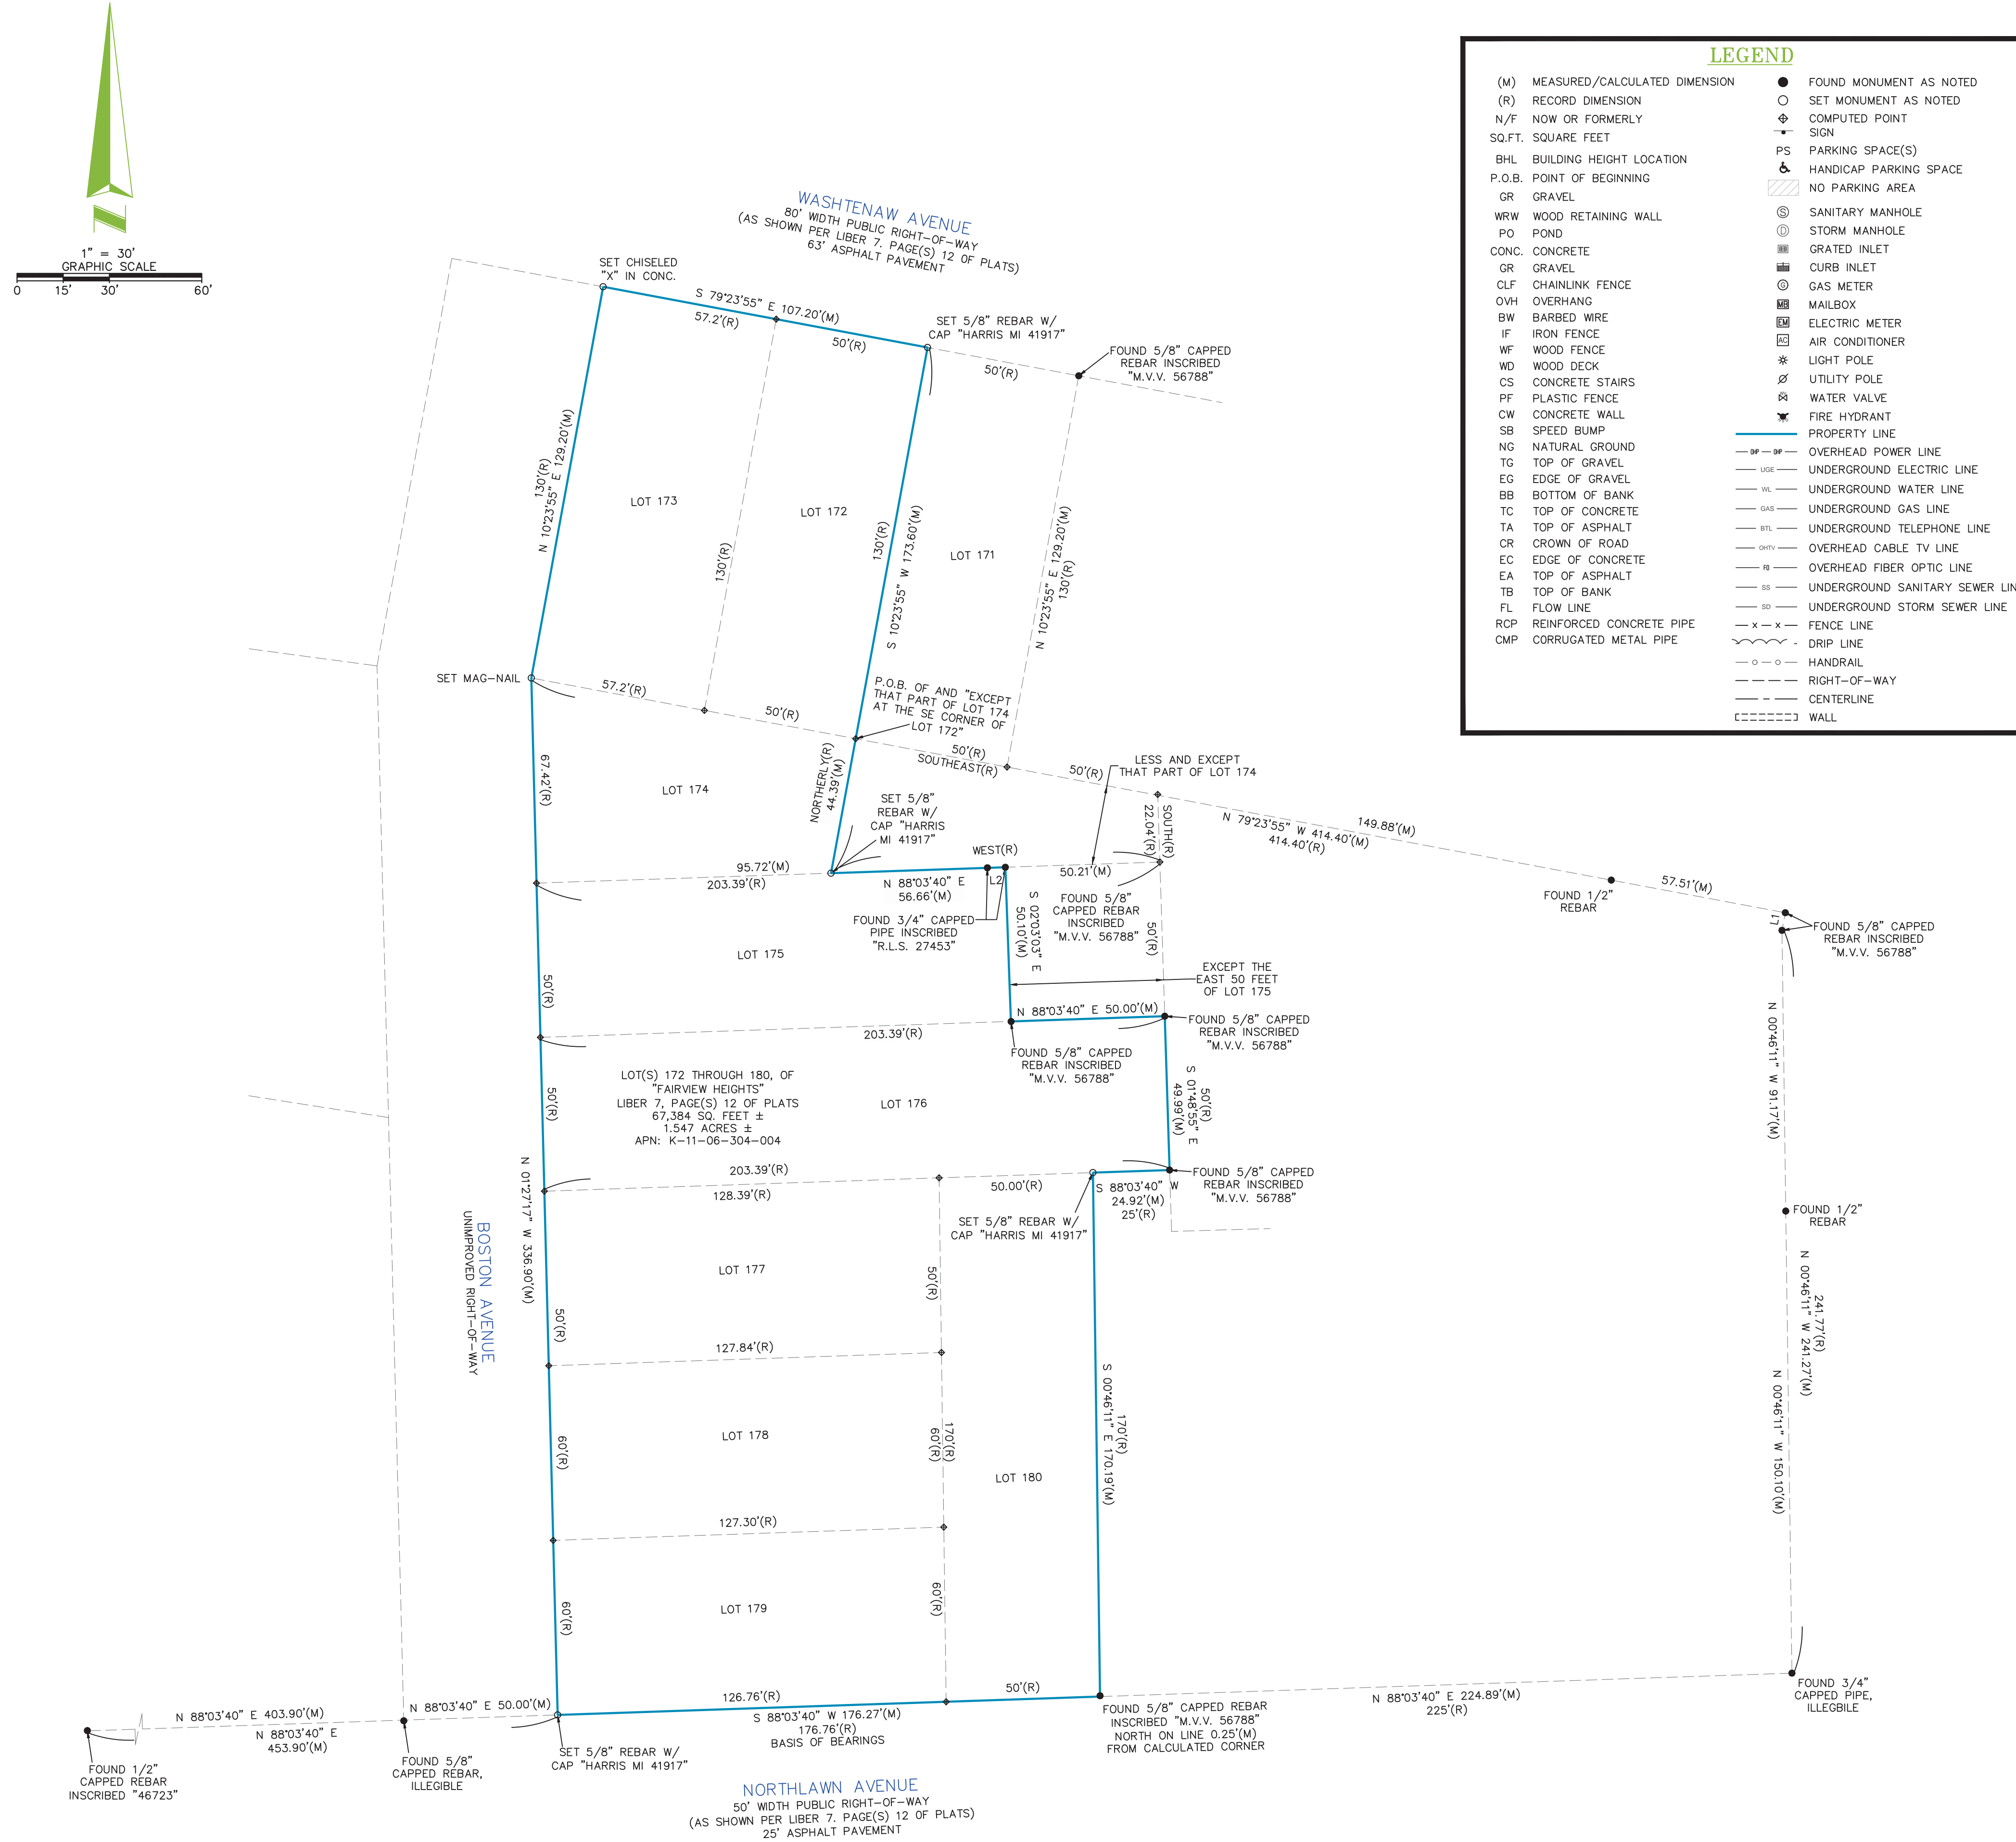 1" = 30'
GRAPHIC SCALE
0 15' 30' 60'
WASHTENAW AVENUE
80' WIDTH PUBLIC RIGHT-OF-WAY
(AS SHOWN PER LIBER 7. PAGE(S) 12 OF PLATS)
63' ASPHALT PAVEMENT
SET CHISELED
"X" IN CONC.
S 79°23'55" E 107.20'(M)
57.2'(R)
50'(R)
SET 5/8" REBAR W/
CAP "HARRIS MI 41917"
50'(R)
FOUND 5/8" CAPPED
REBAR INSCRIBED
"M.V.V. 56788"
130'(R)
N 10°23'55" E 129.20'(M)
LOT 173
130'(R)
LOT 172
130'(R)
S 10°23'55" W 173.60'(M)
LOT 171
N 10°23'55" E 129.20'(M)
130'(R)
SET MAG-NAIL
57.2'(R)
50'(R)
P.O.B. OF AND "EXCEPT
THAT PART OF LOT 174
AT THE SE CORNER OF
LOT 172"
50'(R)
SOUTHEAST(R)
50'(R)
LESS AND EXCEPT
THAT PART OF LOT 174
67.42'(R)
LOT 174
NORTHERLY(R)
44.39'(M)
SET 5/8"
REBAR W/
CAP "HARRIS
MI 41917"
SOUTH(R)
22.04'(R)
149.88'(M)
N 79°23'55" W 414.40'(M)
414.40'(R)
FOUND 1/2"
REBAR
57.51'(M)
L1
FOUND 5/8" CAPPED
REBAR INSCRIBED
"M.V.V. 56788"
95.72'(M)
203.39'(R)
WEST(R)
N 88°03'40" E
56.66'(M)
L2
50.21'(M)
FOUND 3/4" CAPPED
PIPE INSCRIBED
"R.L.S. 27453"
S 02°03'03" E
50.10'(M)
FOUND 5/8"
CAPPED REBAR
INSCRIBED
"M.V.V. 56788"
50'(R)
LOT 175
50'(R)
EXCEPT THE
EAST 50 FEET
OF LOT 175
N 88°03'40" E 50.00'(M)
203.39'(R)
FOUND 5/8" CAPPED
REBAR INSCRIBED
"M.V.V. 56788"
FOUND 5/8" CAPPED
REBAR INSCRIBED
"M.V.V. 56788"
N 00°46'11" W 91.17'(M)
LOT(S) 172 THROUGH 180, OF
"FAIRVIEW HEIGHTS"
LIBER 7, PAGE(S) 12 OF PLATS
67,384 SQ. FEET ±
1.547 ACRES ±
APN: K-11-06-304-004
50'(R)
LOT 176
50'(R)
S 01°48'55" E
49.99'(M)
203.39'(R)
128.39'(R)
50.00'(R)
S 88°03'40" W
24.92'(M)
25'(R)
FOUND 5/8" CAPPED
REBAR INSCRIBED
"M.V.V. 56788"
SET 5/8" REBAR W/
CAP "HARRIS MI 41917"
FOUND 1/2"
REBAR
N 01°27'17" W 336.90'(M)
BOSTON AVENUE
UNIMPROVED RIGHT-OF-WAY
LOT 177
50'(R)
50'(R)
127.84'(R)
241.77'(R)
N 00°46'11" W 241.27'(M)
N 00°46'11" W 150.10'(M)
170'(R)
S 00°46'11" E 170.19'(M)
60'(R)
LOT 178
170'(R)
60'(R)
LOT 180
127.30'(R)
60'(R)
LOT 179
60'(R)
126.76'(R)
50'(R)
S 88°03'40" W 176.27'(M)
176.76'(R)
BASIS OF BEARINGS
N 88°03'40" E 403.90'(M)
N 88°03'40" E
453.90'(M)
N 88°03'40" E 50.00'(M)
FOUND 1/2"
CAPPED REBAR
INSCRIBED "46723"
FOUND 5/8"
CAPPED REBAR,
ILLEGIBLE
SET 5/8" REBAR W/
CAP "HARRIS MI 41917"
FOUND 5/8" CAPPED REBAR
INSCRIBED "M.V.V. 56788"
NORTH ON LINE 0.25'(M)
FROM CALCULATED CORNER
N 88°03'40" E 224.89'(M)
225'(R)
FOUND 3/4"
CAPPED PIPE,
ILLEGIBLE
NORTHLAWN AVENUE
50' WIDTH PUBLIC RIGHT-OF-WAY
(AS SHOWN PER LIBER 7. PAGE(S) 12 OF PLATS)
25' ASPHALT PAVEMENT
LEGEND
(M) MEASURED/CALCULATED DIMENSION
(R) RECORD DIMENSION
N/F NOW OR FORMERLY
SQ.FT. SQUARE FEET
BHL BUILDING HEIGHT LOCATION
P.O.B. POINT OF BEGINNING
GR GRAVEL
WRW WOOD RETAINING WALL
PO POND
CONC. CONCRETE
GR GRAVEL
CLF CHAINLINK FENCE
OVH OVERHANG
BW BARBED WIRE
IF IRON FENCE
WF WOOD FENCE
WD WOOD DECK
CS CONCRETE STAIRS
PF PLASTIC FENCE
CW CONCRETE WALL
SB SPEED BUMP
NG NATURAL GROUND
TG TOP OF GRAVEL
EG EDGE OF GRAVEL
BB BOTTOM OF BANK
TC TOP OF CONCRETE
TA TOP OF ASPHALT
CR CROWN OF ROAD
EC EDGE OF CONCRETE
EA TOP OF ASPHALT
TB TOP OF BANK
FL FLOW LINE
RCP REINFORCED CONCRETE PIPE
CMP CORRUGATED METAL PIPE
FOUND MONUMENT AS NOTED
SET MONUMENT AS NOTED
COMPUTED POINT
SIGN
PS PARKING SPACE(S)
HANDICAP PARKING SPACE
NO PARKING AREA
S SANITARY MANHOLE
D STORM MANHOLE
GRATED INLET
CURB INLET
G GAS METER
MB MAILBOX
EM ELECTRIC METER
AC AIR CONDITIONER
LIGHT POLE
UTILITY POLE
WATER VALVE
FIRE HYDRANT
PROPERTY LINE
OVERHEAD POWER LINE
UGE UNDERGROUND ELECTRIC LINE
WL UNDERGROUND WATER LINE
GAS UNDERGROUND GAS LINE
BTL UNDERGROUND TELEPHONE LINE
OHTV OVERHEAD CABLE TV LINE
OVERHEAD FIBER OPTIC LINE
SS UNDERGROUND SANITARY SEWER LIN
SD UNDERGROUND STORM SEWER LINE
X X FENCE LINE
DRIP LINE
HANDRAIL
RIGHT-OF-WAY
CENTERLINE
WALL